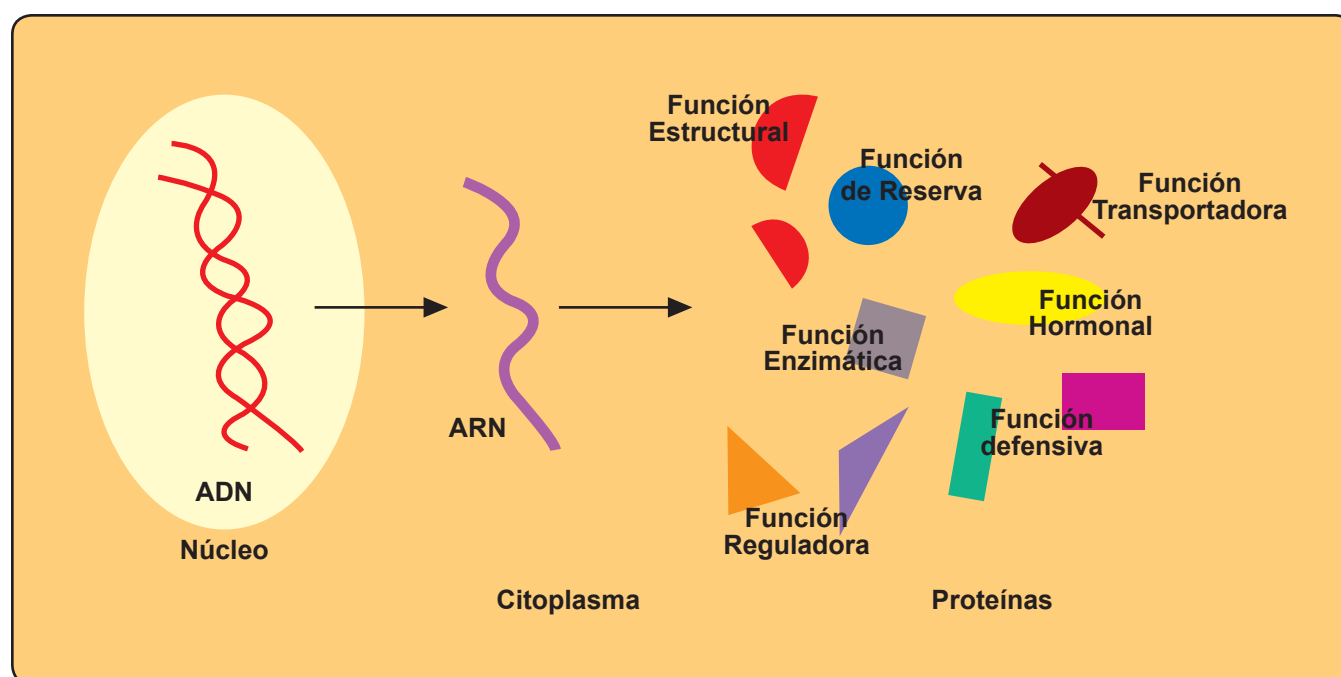 Función
Estructural
Función
de Reserva
Función
Transportadora
Función
Hormonal
Función
Enzimática
ARN
Función
defensiva
ADN
Núcleo
Función
Reguladora
Citoplasma
Proteínas